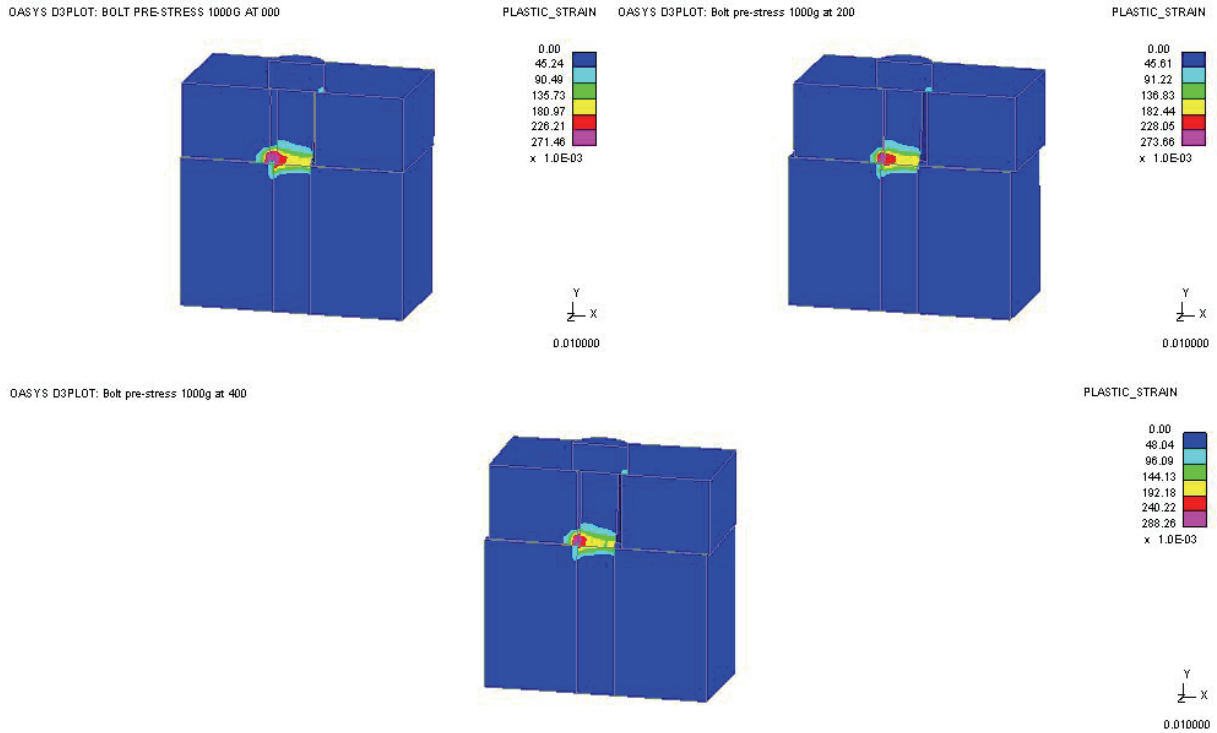 OASYS D3PLOT: BOLT PRE-STRESS 1000G AT 000
PLASTIC_STRAIN
0.00
45.24
90.49
135.73
180.97
226.21
271.46
x 1.0E-03
Y
Z X
0.010000
OASYS D3PLOT: Bolt pre-stress 1000g at 200
PLASTIC_STRAIN
0.00
45.61
91.22
136.83
182.44
228.05
273.66
x 1.0E-03
Y
Z X
0.010000
OASYS D3PLOT: Bolt pre-stress 1000g at 400
PLASTIC_STRAIN
0.00
48.04
96.09
144.13
192.18
240.22
288.26
x 1.0E-03
Y
Z X
0.010000